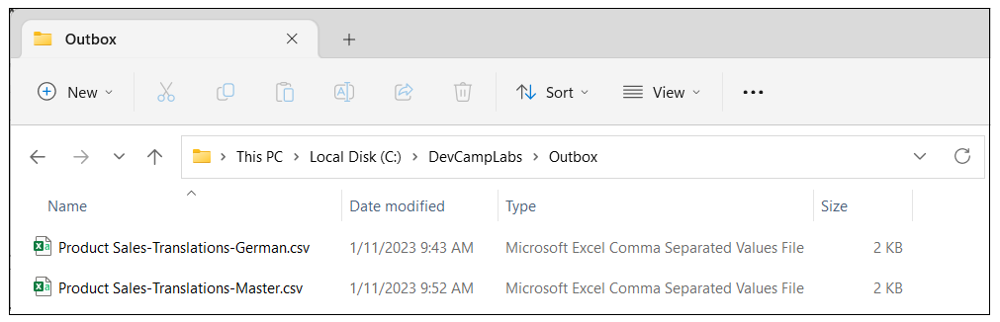 Outbox
New Sort View
This PC Local Disk (C:) DevCampLabs Outbox
Name Date modified Type Size
Product Sales-Translations-German.csv 1/11/2023 9:43 AM Microsoft Excel Comma Separated Values File 2 KB
Product Sales-Translations-Master.csv 1/11/2023 9:52 AM Microsoft Excel Comma Separated Values File 2 KB